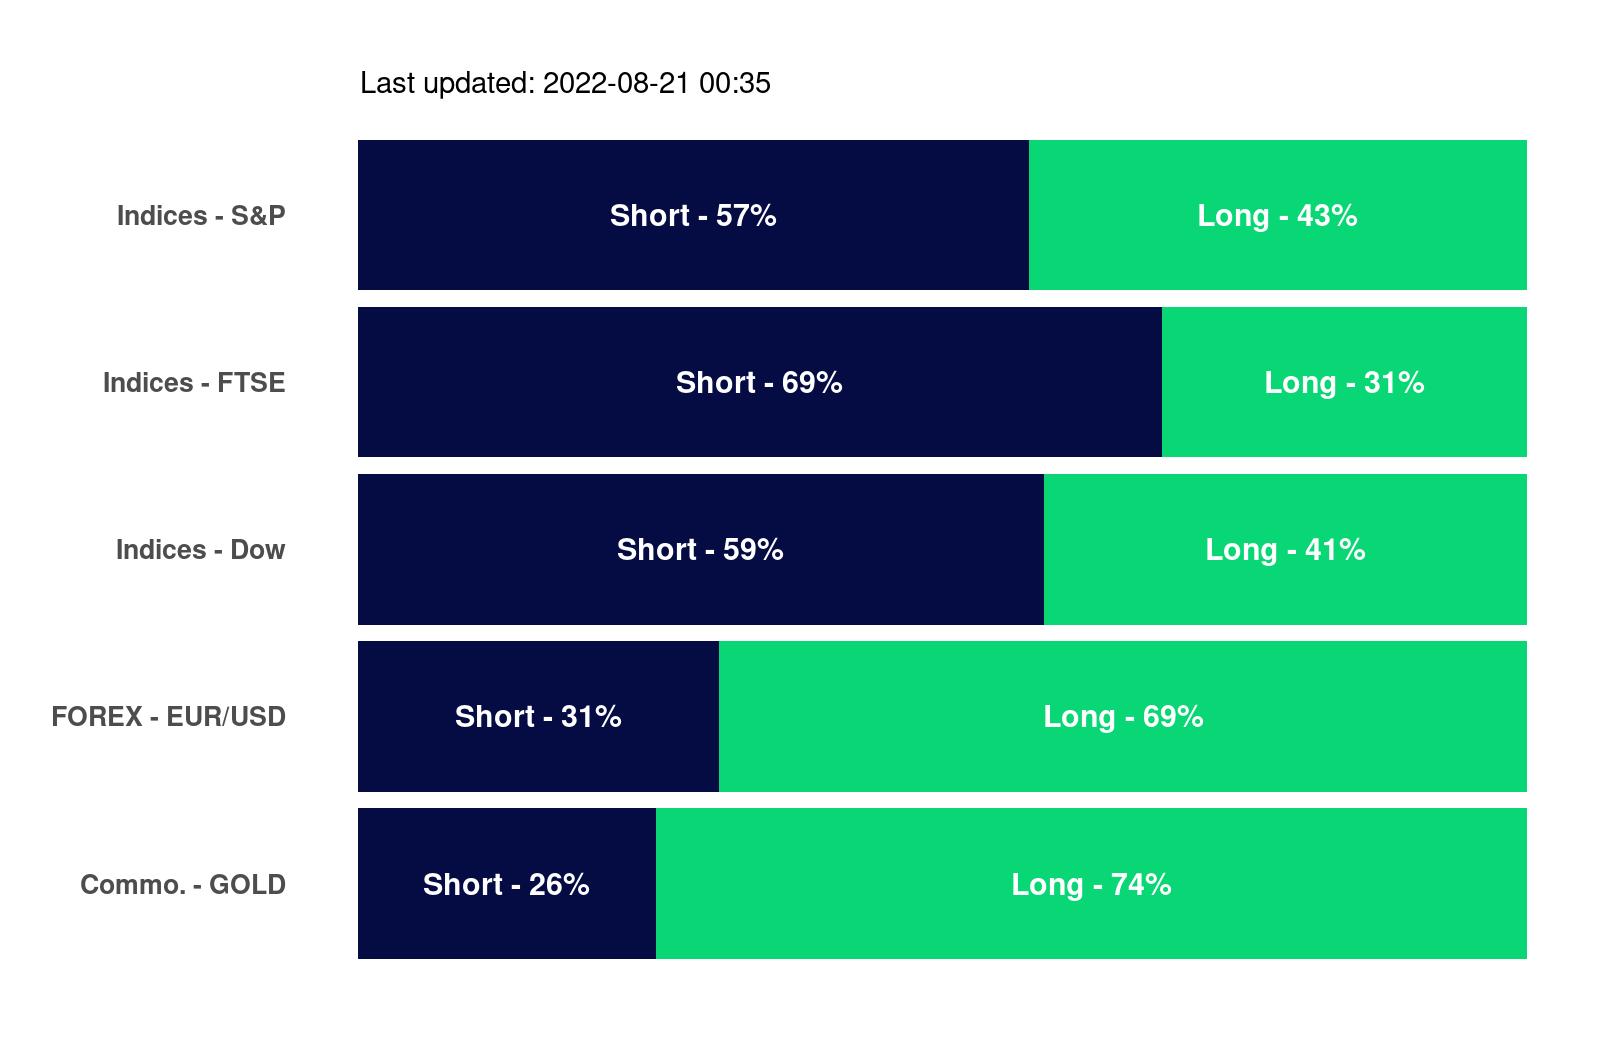 Last updated: 2022-08-21 00:35
Indices - S&P Short - 57% Long - 43%
Indices - FTSE Short - 69% Long - 31%
Indices - Dow Short - 59% Long - 41%
FOREX - EUR/USD Short - 31% Long - 69%
Commo. - GOLD Short - 26% Long - 74%